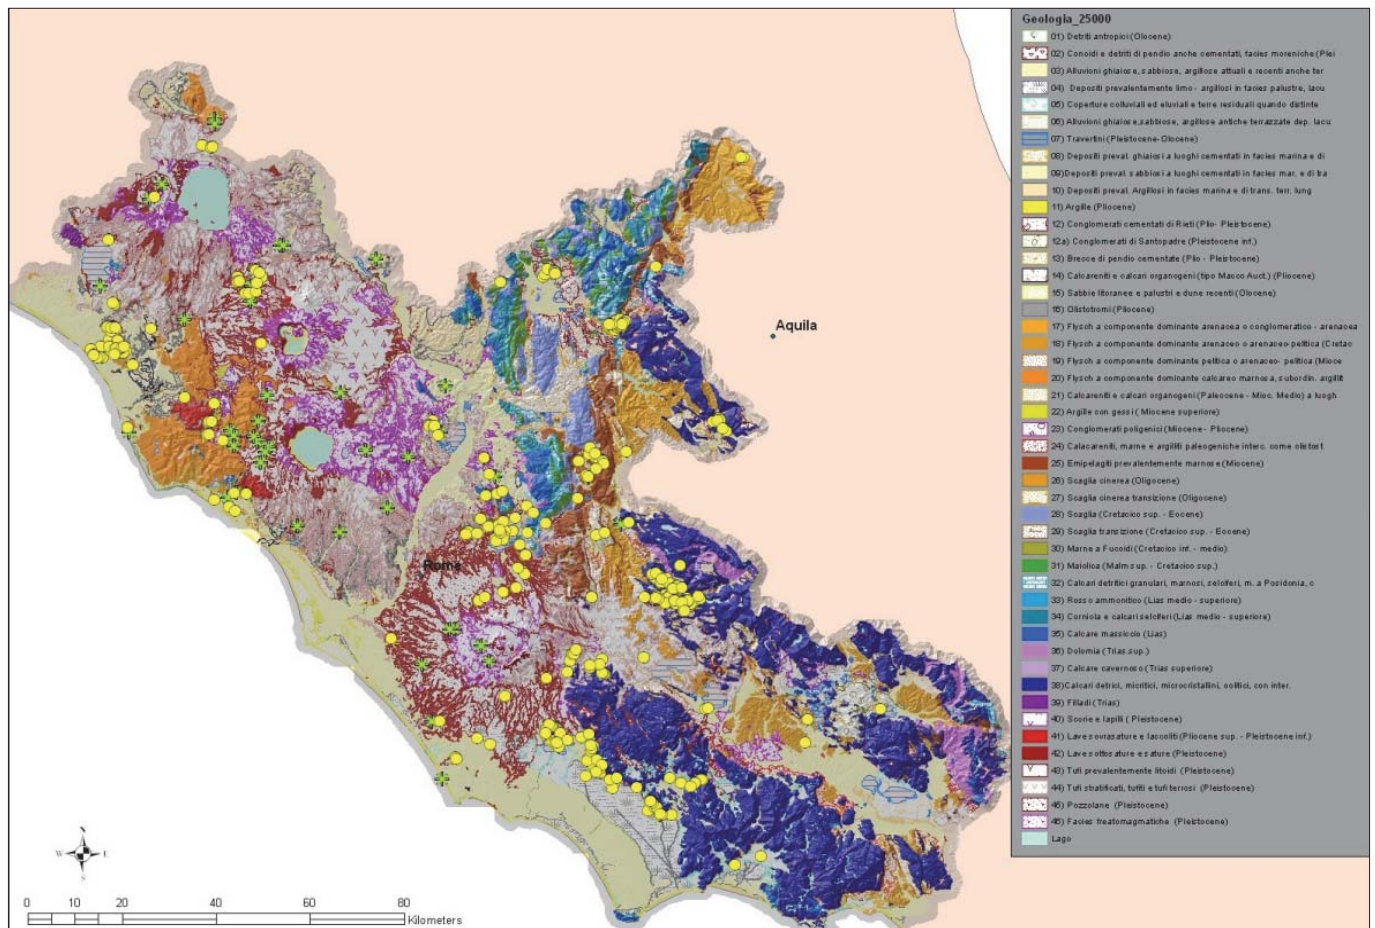 Geologia_25000
01) Detriti antropici (Olocene)
02) Conoidi e detriti di pendio anche cementati, facies moreniche (Plei
03) Alluvioni ghiaiose, sabbiose, argillose attuali e recenti anche ter
04) Depositi prevalentemente limo - argillosi in facies palustre, lacu
05) Coperture colluviali ed eluviali e terre residuali quando distinte
06) Alluvioni ghiaiose,sabbiose, argillose antiche terrazzate dep. lacu
07) Travertini (Pleistocene-Olocene)
08) Depositi preval. ghiaiosi a luoghi cementati in facies marina e di
09)Depositi preval. sabbiosi a luoghi cementati in facies mar. e di tra
10) Depositi preval. Argillosi in facies marina e di trans. terr. lung
11) Argille (Pliocene)
12) Conglomerati cementati di Rieti (Plio- Pleistocene)
12a) Conglomerati di Santopadre (Pleistocene inf.)
13) Brecce di pendio cementate (Plio - Pleistocene)
14) Calcareniti e calcari organogeni (tipo Macco Auct.) (Pliocene)
15) Sabbie litoranee e palustri e dune recenti (Olocene)
16) Olistotromi (Pliocene)
17) Flysch a componente dominante arenacea o conglomeratico - arenacea
18) Flysch a componente dominante arenaceo o arenaceo- pelitica (Cretac
19) Flysch a componente dominante pelitica o arenaceo- pelitica (Mioce
20) Flysch a componente dominante calcareo marnosa, subordin. argillit
21) Calcareniti e calcari organogeni (Paleocene - Mioc. Medio) a luogh
22) Argille con gessi (Miocene superiore)
23) Conglomerati poligenici (Miocene - Pliocene)
24) Calacareniti, marne e argilliti paleogeniche interc. come olistost
25) Emipelagiti prevalentemente marnose (Miocene)
26) Scaglia cinerea (Oligocene)
27) Scaglia cinerea transizione (Oligocene)
28) Scaglia (Cretacico sup. - Eocene)
29) Scaglia transizione (Cretacico sup. - Eocene)
30) Marne a Fucoidi (Cretacico inf. - medio)
31) Maiolica (Malm sup. - Cretacico sup.)
32) Calcari detritici granulari, marnosi, selciferi, m. a Posidonia, c
33) Rosso ammonitico (Lias medio - superiore)
34) Corniola e calcari selciferi (Lias medio - superiore)
35) Calcare massiccio (Lias)
36) Dolomia (Trias.sup.)
37) Calcare cavernoso (Trias superiore)
38)Calcari detrici, micritici, microcristallini, oolitici, con inter.
39) Filladi (Trias)
40) Scorie e lapilli ( Pleistocene)
41) Lave sovrasature e laccoliti (Pliocene sup. - Pleistocene inf.)
42) Lave sottosature e sature (Pleistocene)
43) Tufi prevalentemente litoidi (Pleistocene)
44) Tufi stratificati, tufiti e tufi terrosi (Pleistocene)
45) Pozzolane (Pleistocene)
46) Facies freatomagmatiche (Pleistocene)
Lago
Aquila
Rome
N
W E
S
0 10 20 40 60 80
Kilometers